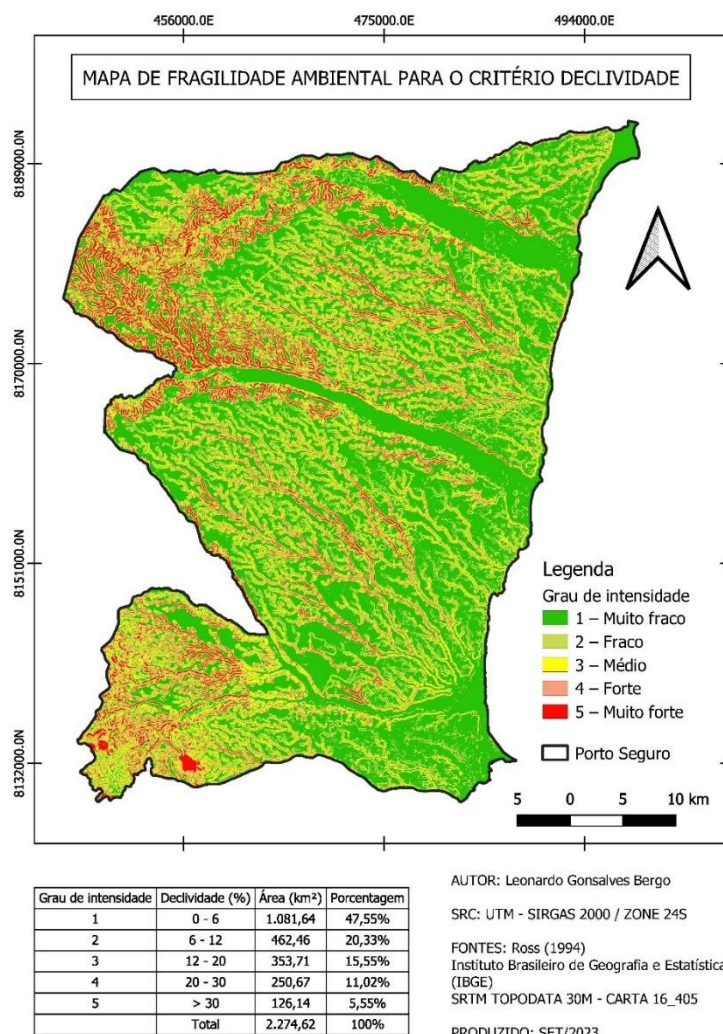 456000.0E 475000.0E 494000.0E
MAPA DE FRAGILIDADE AMBIENTAL PARA O CRITÉRIO DECLIVIDADE
8189000.0N
8170000.0N
8151000.0N
8132000.0N
Legenda
Grau de intensidade
1 – Muito fraco
2 – Fraco
3 – Médio
4 – Forte
5 – Muito forte
Porto Seguro
5 0 5 10 km
Grau de intensidade Declividade (%) Área (km²) Porcentagem
1 0 - 6 1.081,64 47,55%
2 6 - 12 462,46 20,33%
3 12 - 20 353,71 15,55%
4 20 - 30 250,67 11,02%
5 > 30 126,14 5,55%
Total 2.274,62 100%
AUTOR: Leonardo Gonsalves Bergo
SRC: UTM - SIRGAS 2000 / ZONE 24S
FONTES: Ross (1994)
Instituto Brasileiro de Geografia e Estatística
(IBGE)
SRTM TOPODATA 30M - CARTA 16_405
PRODUZIDO: SET/2023